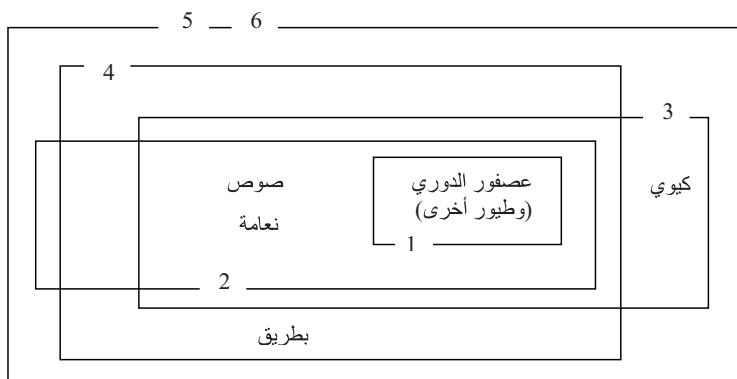 5 6
4
3
صوص
عصفور الدوري
(وطيور أخرى)
كيوي
نعامة
1
2
بطريق